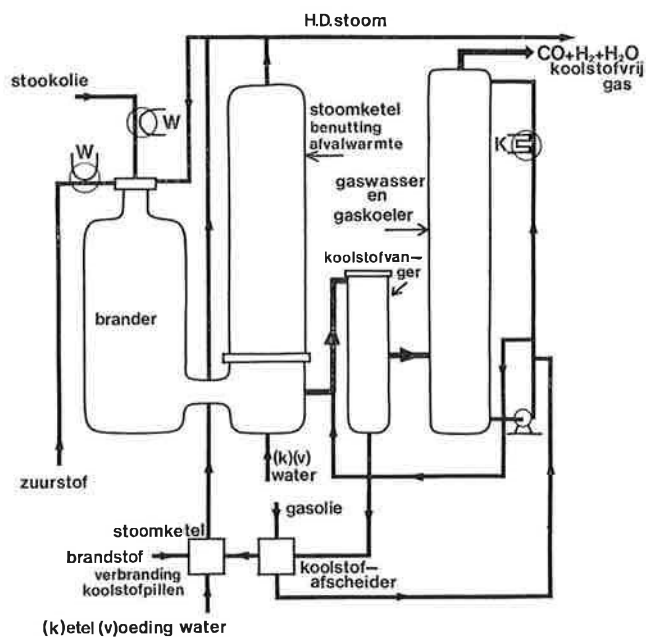 H.D.stoom
CO+H₂+H₂O
koolstofvrij
gas
stookolie
W
W
stoomketel
benutting
afvalwarmte
K
gaswasser
en
gaskoeler
koolstofvan-
ger
brander
zuurstof
(k)(v)
water
gasolie
stoomketel
brandstof
verbranding
koolstofpillen
koolstof-
afscheider
(k)etel (v)oeding water